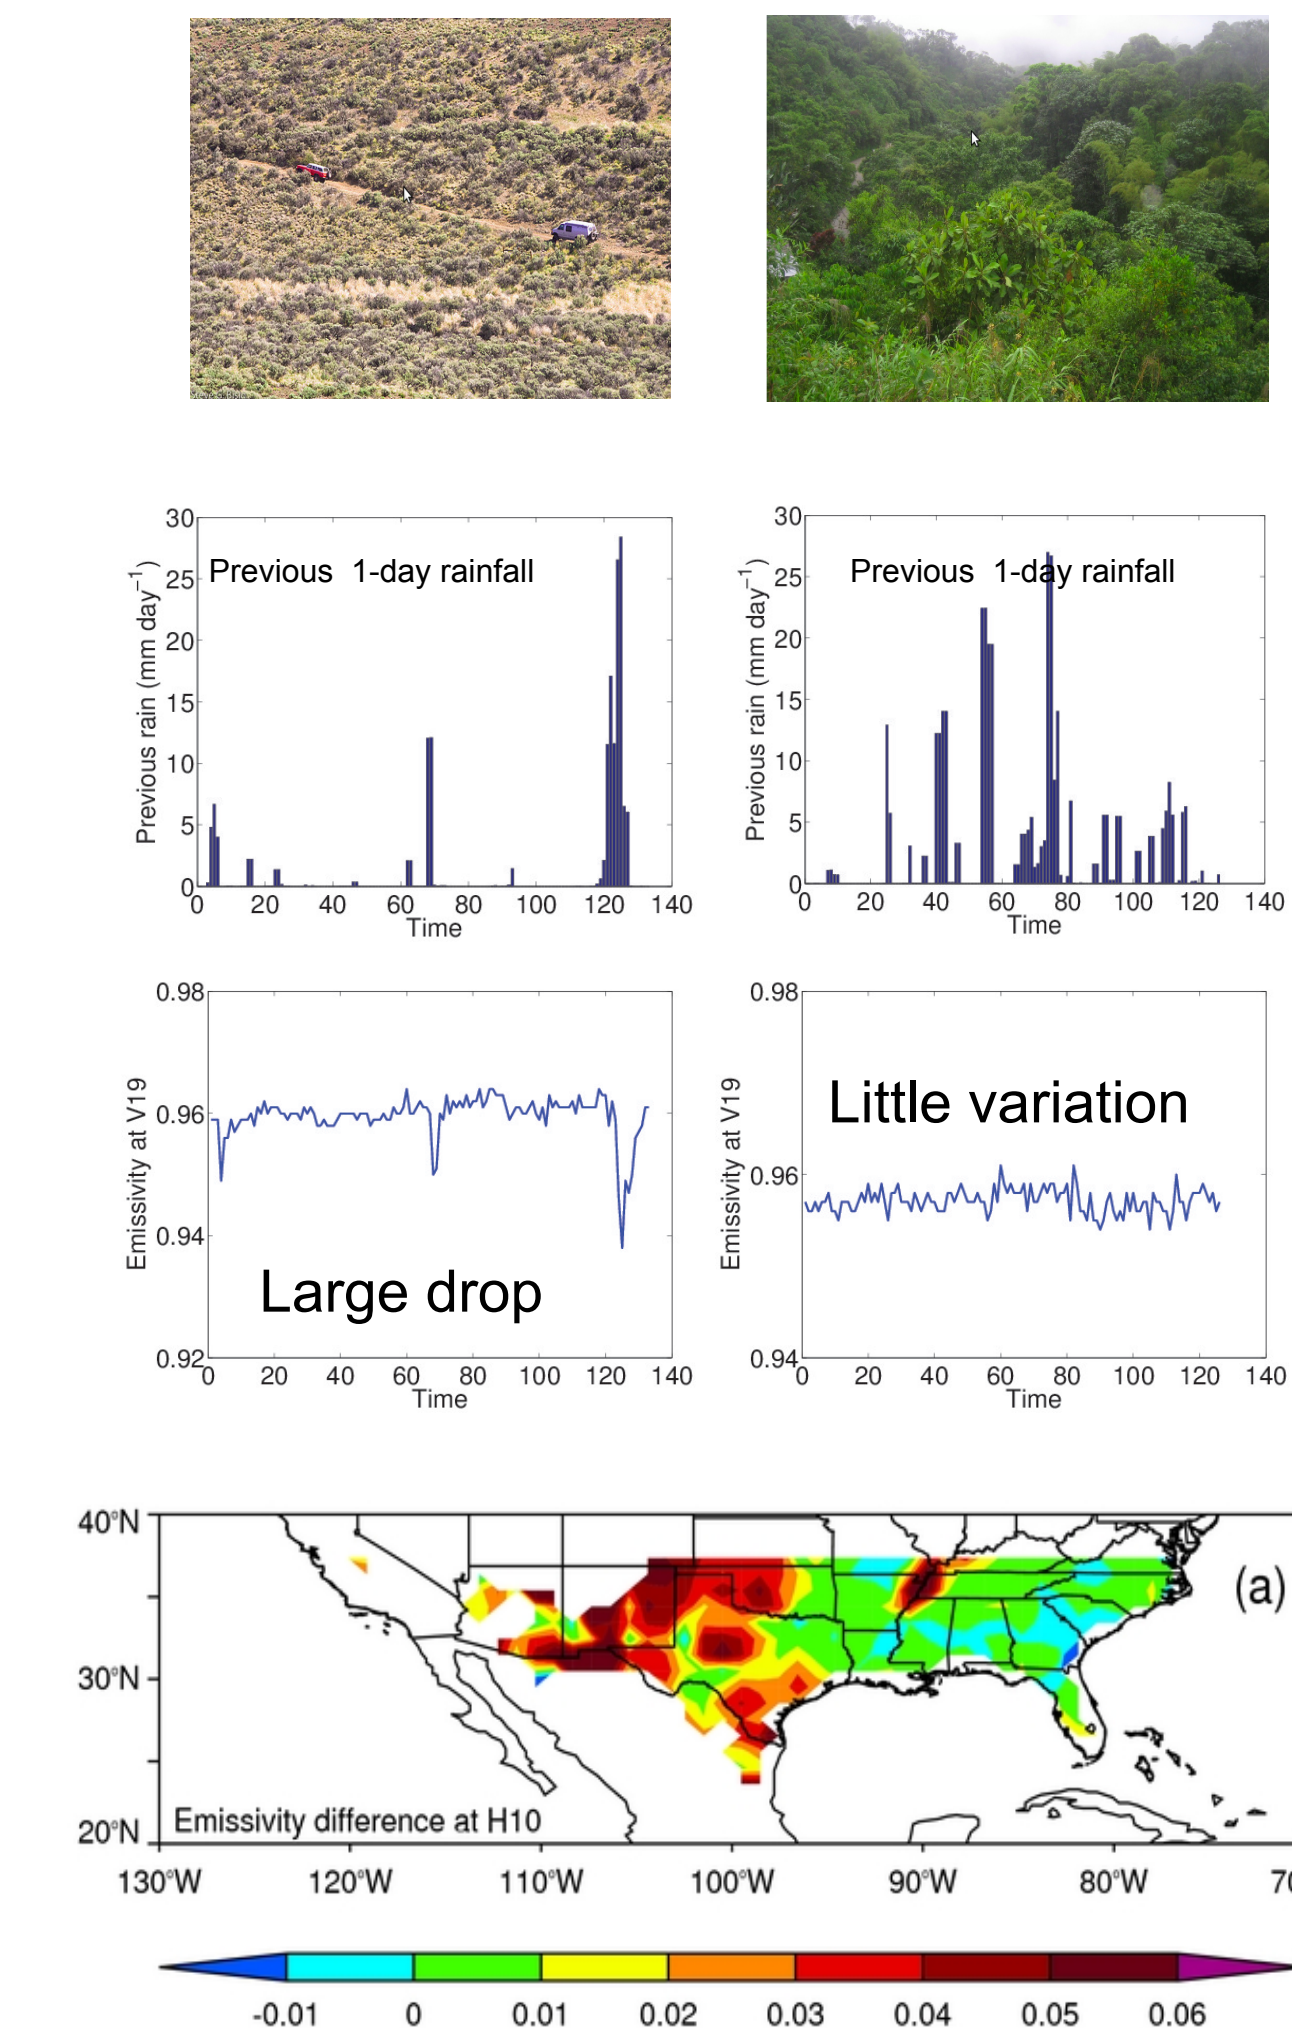 30
25
20
15
10
5
0
Previous rain (mm day⁻¹)
Previous 1-day rainfall
0 20 40 60 80 100 120 140
Time
30
25
20
15
10
5
0
Previous rain (mm day⁻¹)
Previous 1-day rainfall
0 20 40 60 80 100 120 140
Time
0.98
0.96
0.94
0.92
Emissivity at V19
Large drop
0 20 40 60 80 100 120 140
Time
0.98
0.96
0.94
Emissivity at V19
Little variation
0 20 40 60 80 100 120 140
Time
40°N
30°N
20°N
(a)
Emissivity difference at H10
130°W 120°W 110°W 100°W 90°W 80°W 70
-0.01 0 0.01 0.02 0.03 0.04 0.05 0.06